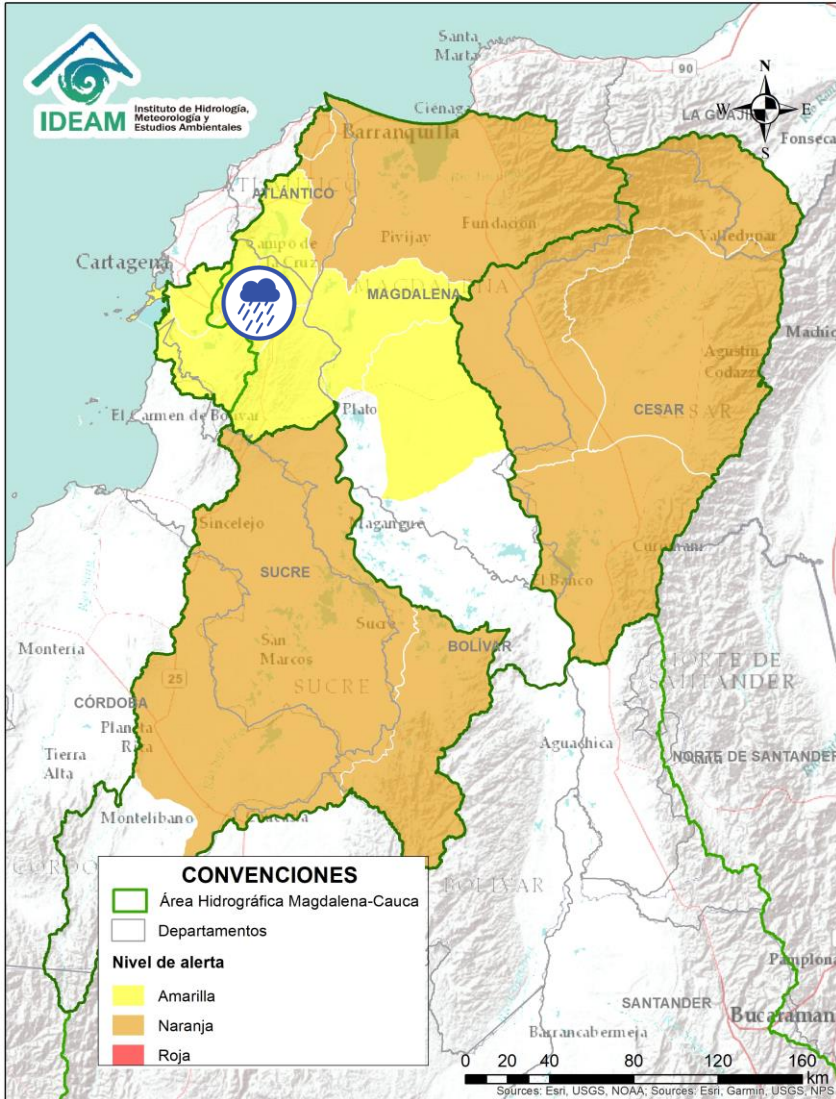 IDEAM
Instituto de Hidrología,
Meteorología y
Estudios Ambientales
Santa
Marta
90
N
W
E
S
Ciénaga
LA GUAJIR
Fonseca
Barranquilla
ATLÁNTICO
Fundación
Pivijay
Valledupar
Cartagena
Campo de
la Cruz
MAGDALENA
Agustín
Codazzi
CESAR
CESAR
El Carmen de Bolívar
Plato
Sincelejo
Magangué
SUCRE
El Banco
Sucre
San
Marcos
BOLÍVAR
Montería
SUCRE
NORTE DE
SANTANDER
25
CÓRDOBA
Planeta
Rica
Tierra
Alta
Aguachica
NORTE DE SANTANDER
Montelíbano
BOLÍVAR
CONVENCIONES
Área Hidrográfica Magdalena-Cauca
Departamentos
Nivel de alerta
Amarilla
Naranja
Roja
Pamplona
SANTANDER
Bucaraman
Barrancabermeja
0 20 40 80 120 160
km
Sources: Esri, USGS, NOAA; Sources: Esri, Garmin, USGS, NPS